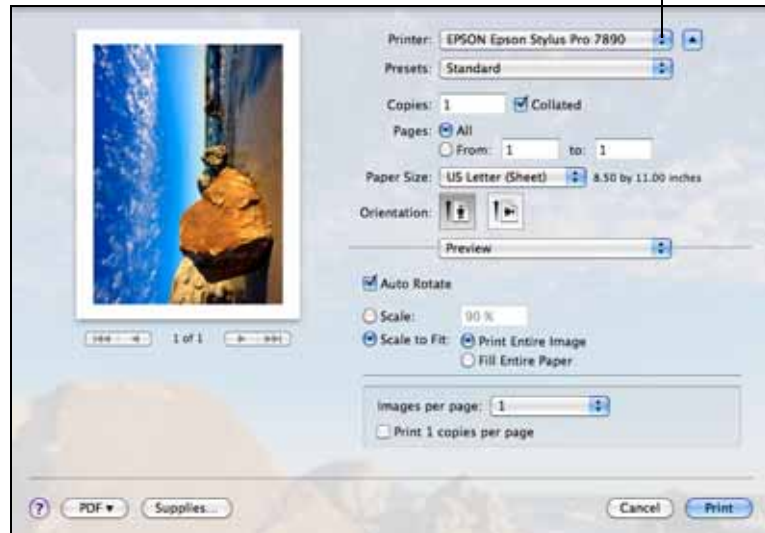 Printer: EPSON Epson Stylus Pro 7890
Presets: Standard
Copies: 1 Collated
Pages: All
From: 1 to: 1
Paper Size: US Letter (Sheet) 8.50 by 11.00 inches
Orientation:
Preview
Auto Rotate
Scale: 90 %
Scale to Fit: Print Entire Image
Fill Entire Paper
1 of 1
Images per page: 1
Print 1 copies per page
? PDF Supplies... Cancel Print